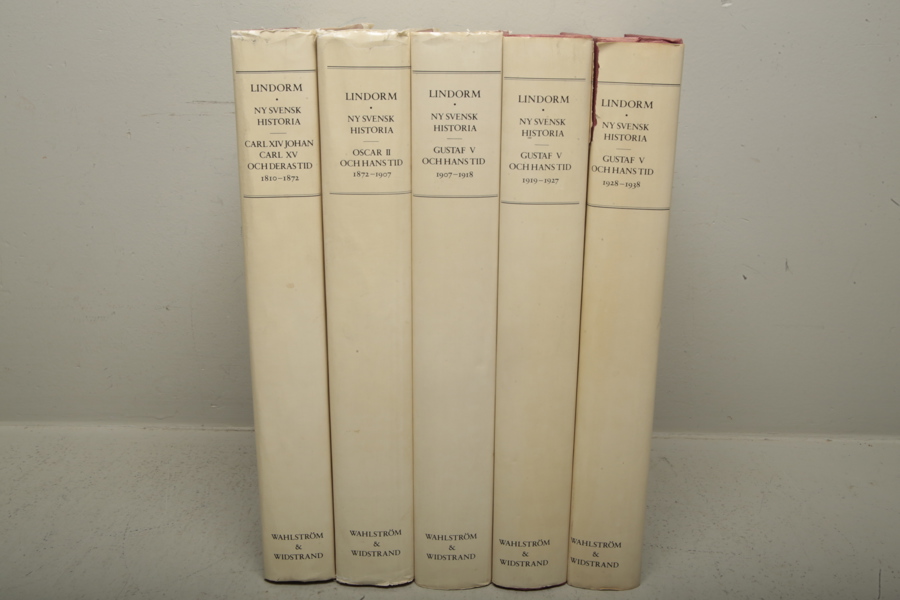 LINDORM
NY SVENSK
HISTORIA
CARL XIV JOHAN
CARL XV
OCH DERAS TID
1810–1872
WAHLSTRÖM
&
WIDSTRAND
LINDORM
NY SVENSK
HISTORIA
OSCAR II
OCH HANS TID
1872–1907
WAHLSTRÖM
&
WIDSTRAND
LINDORM
NY SVENSK
HISTORIA
GUSTAF V
OCH HANS TID
1907–1918
WAHLSTRÖM
&
WIDSTRAND
LINDORM
NY SVENSK
HISTORIA
GUSTAF V
OCH HANS TID
1919–1927
WAHLSTRÖM
&
WIDSTRAND
LINDORM
NY SVENSK
HISTORIA
GUSTAF V
OCH HANS TID
1928–1938
WAHLSTRÖM
&
WIDSTRAND